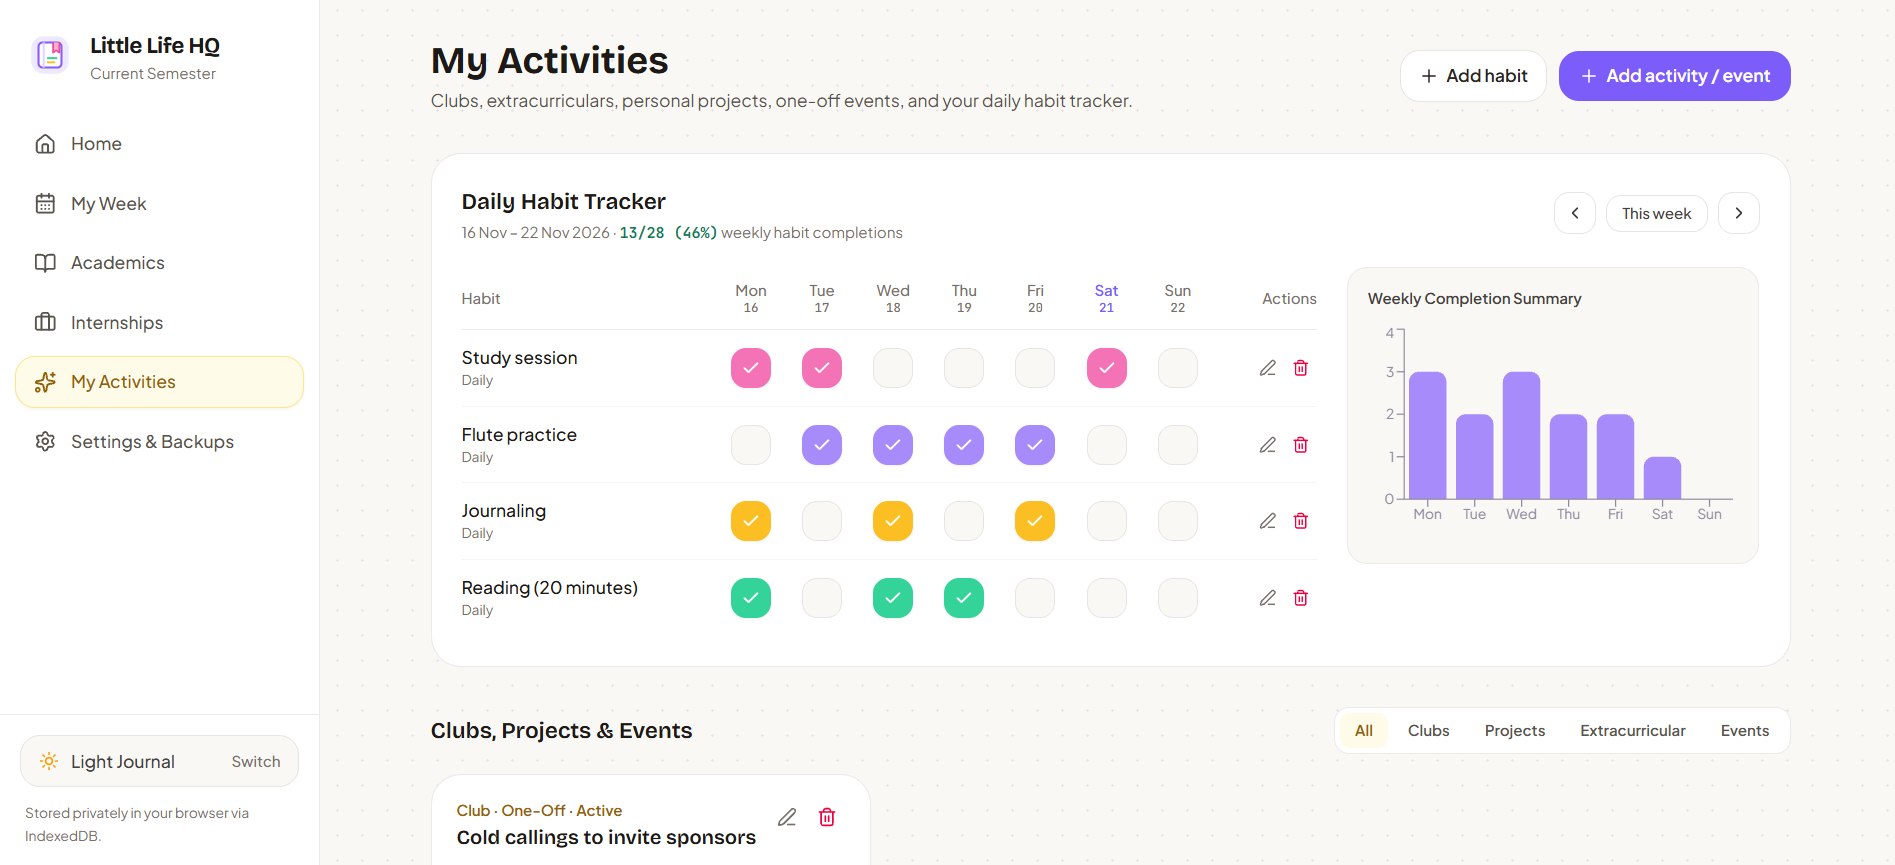 Little Life HQ
Current Semester
Home
My Week
Academics
Internships
My Activities
Settings & Backups
Light Journal Switch
Stored privately in your browser via
IndexedDB.
My Activities
Clubs, extracurriculars, personal projects, one-off events, and your daily habit tracker.
+ Add habit
+ Add activity / event
Daily Habit Tracker
16 Nov – 22 Nov 2026 · 13/28 (46%) weekly habit completions
This week
Habit Mon Tue Wed Thu Fri Sat Sun Actions
16 17 18 19 20 21 22
Study session
Daily
Flute practice
Daily
Journaling
Daily
Reading (20 minutes)
Daily
Weekly Completion Summary
4
3
2
1
0
Mon Tue Wed Thu Fri Sat Sun
Clubs, Projects & Events
All Clubs Projects Extracurricular Events
Club · One-Off · Active
Cold callings to invite sponsors